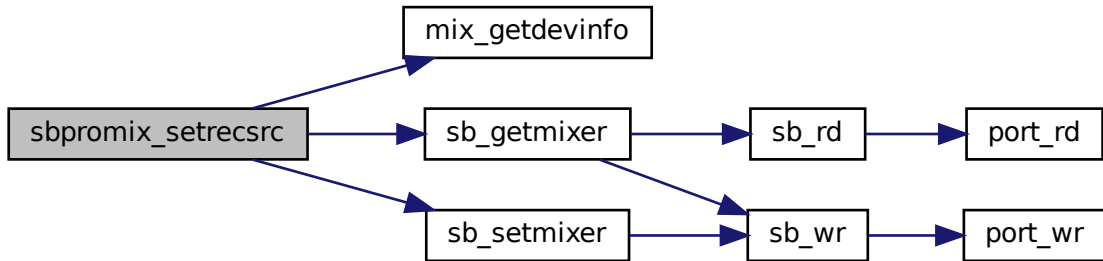 mix_getdevinfo
sbpromix_setrecsrc
sb_getmixer
sb_rd
port_rd
sb_setmixer
sb_wr
port_wr